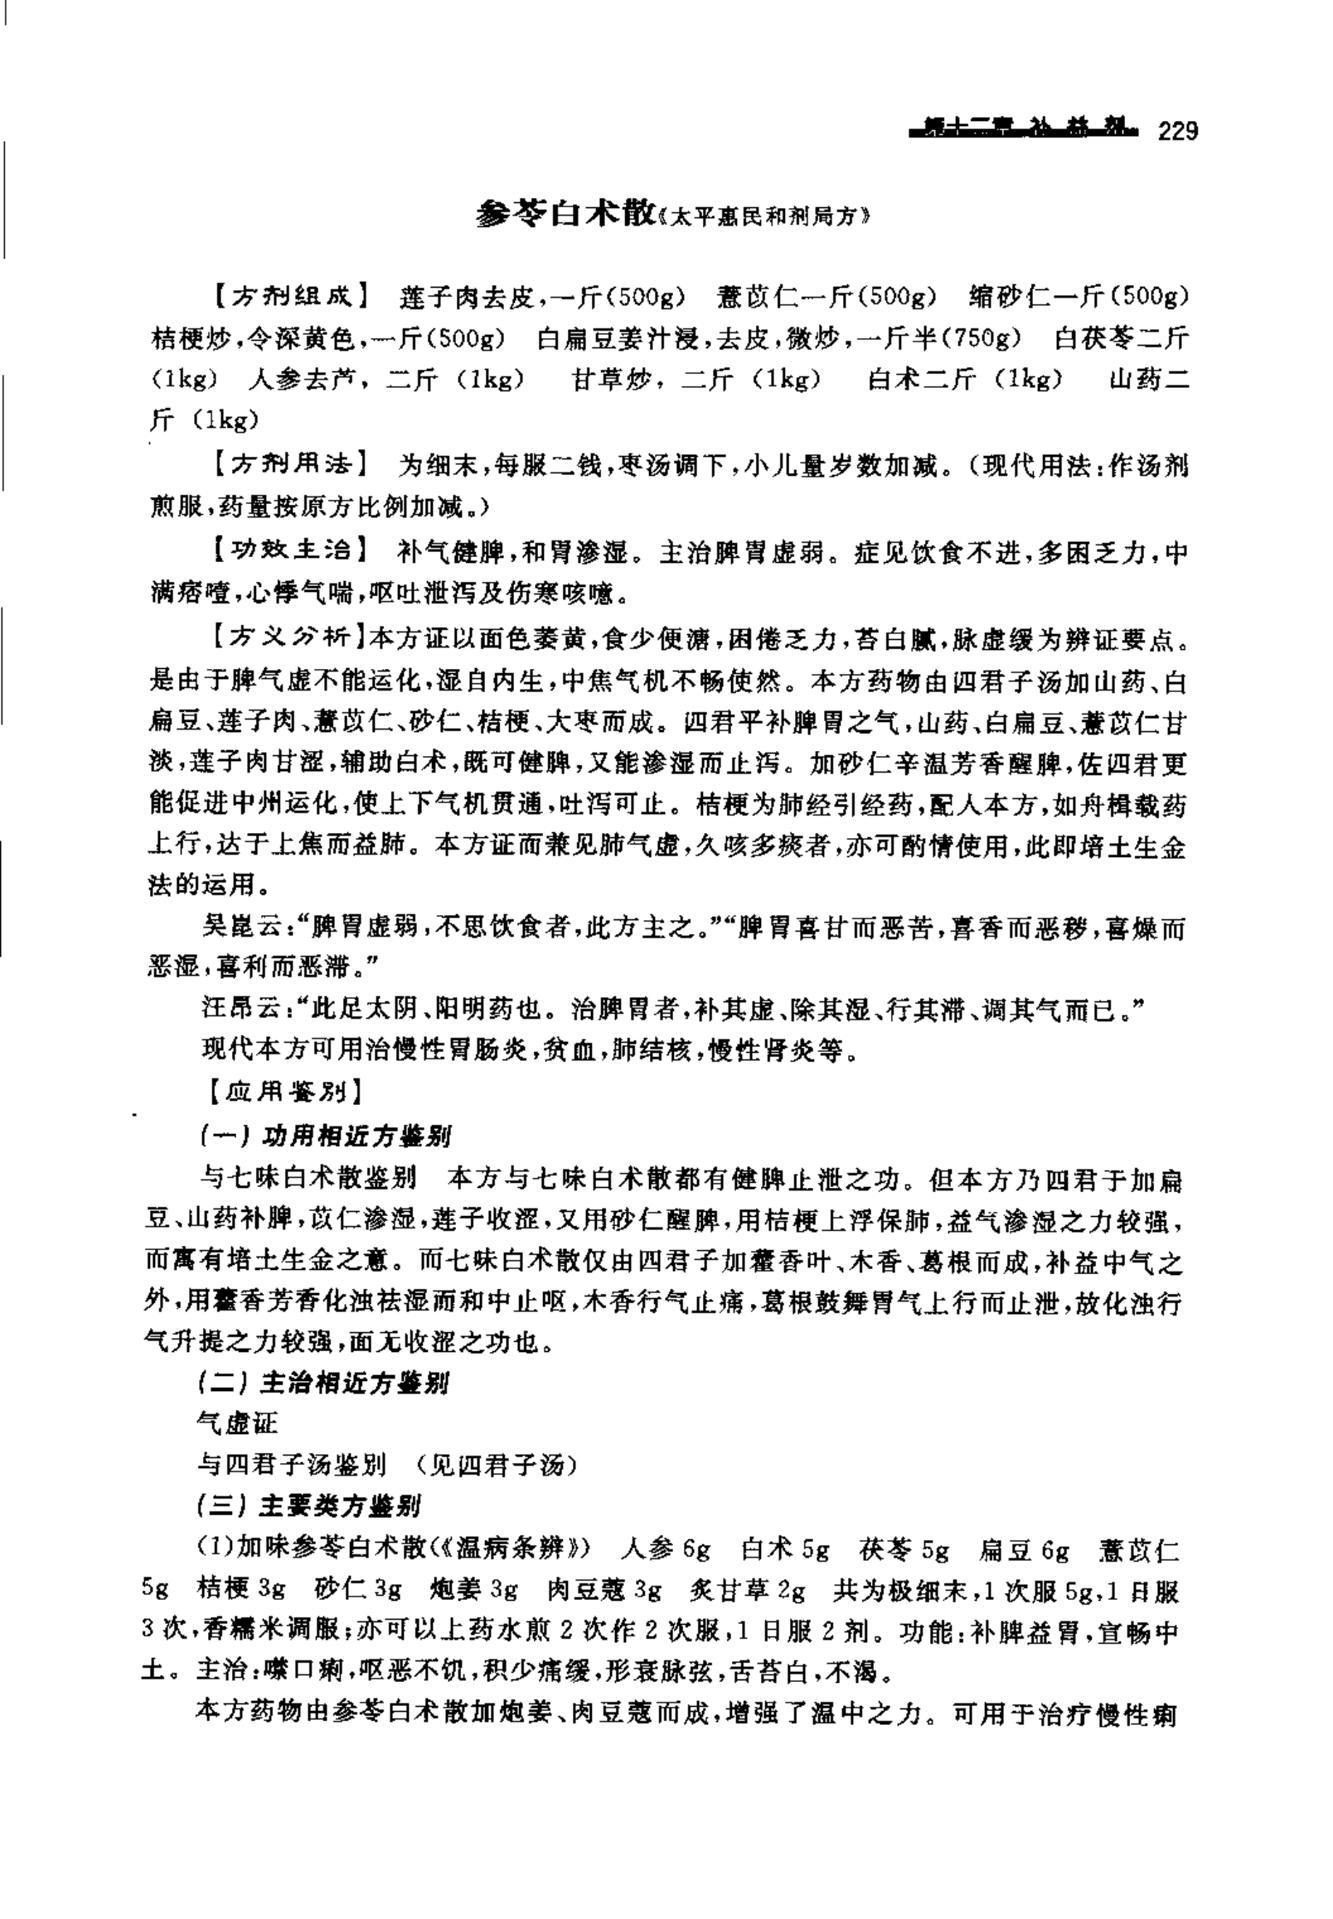 第十二章 补益剂 229
参苓白术散《太平惠民和剂局方》
【方剂组成】 莲子肉去皮,一斤(500g) 薏苡仁一斤(500g) 缩砂仁一斤(500g)
桔梗炒,令深黄色,一斤(500g) 白扁豆姜汁浸,去皮,微炒,一斤半(750g) 白茯苓二斤
(1kg) 人参去芦，二斤（1kg） 甘草炒，二斤（1kg） 白术二斤（1kg） 山药二
斤（1kg）
【方剂用法】 为细末,每服二钱,枣汤调下,小儿量岁数加减。(现代用法:作汤剂
煎服,药量按原方比例加减。)
【功效主治】 补气健脾,和胃渗湿。主治脾胃虚弱。症见饮食不进,多困乏力,中
满痞噎,心悸气喘,呕吐泄泻及伤寒咳噫。
【方义分析】本方证以面色萎黄,食少便溏,困倦乏力,苔白腻,脉虚缓为辨证要点。
是由于脾气虚不能运化,湿自内生,中焦气机不畅使然。本方药物由四君子汤加山药、白
扁豆、莲子肉、薏苡仁、砂仁、桔梗、大枣而成。四君平补脾胃之气,山药、白扁豆、薏苡仁甘
淡,莲子肉甘涩,辅助白术,既可健脾,又能渗湿而止泻。加砂仁辛温芳香醒脾,佐四君更
能促进中州运化,使上下气机贯通,吐泻可止。桔梗为肺经引经药,配人本方,如舟楫载药
上行,达于上焦而益肺。本方证而兼见肺气虚,久咳多痰者,亦可酌情使用,此即培土生金
法的运用。
吴崑云:“脾胃虚弱,不思饮食者,此方主之。”“脾胃喜甘而恶苦,喜香而恶秽,喜燥而
恶湿,喜利而恶滞。”
汪昂云:“此足太阴、阳明药也。治脾胃者,补其虚、除其湿、行其滞、调其气而已。”
现代本方可用治慢性胃肠炎,贫血,肺结核,慢性肾炎等。
【应用鉴别】
(一) 功用相近方鉴别
与七味白术散鉴别 本方与七味白术散都有健脾止泄之功。但本方乃四君于加扁
豆、山药补脾,苡仁渗湿,莲子收涩,又用砂仁醒脾,用桔梗上浮保肺,益气渗湿之力较强,
而寓有培土生金之意。而七味白术散仅由四君子加藿香叶、木香、葛根而成,补益中气之
外,用藿香芳香化浊祛湿而和中止呕,木香行气止痛,葛根鼓舞胃气上行而止泄,故化浊行
气升提之力较强,面无收涩之功也。
(二) 主治相近方鉴别
气虚证
与四君子汤鉴别 （见四君子汤）
(三) 主要类方鉴别
(1)加味参苓白术散(《温病条辨》) 人参 6g 白术 5g 茯苓 5g 扁豆 6g 薏苡仁
5g 桔梗 3g 砂仁 3g 炮姜 3g 肉豆蔻 3g 炙甘草 2g 共为极细末,1 次服 5g,1 日服
3 次,香糯米调服;亦可以上药水煎 2 次作 2 次服,1 日服 2 剂。功能:补脾益胃,宣畅中
土。主治:噤口痢,呕恶不饥,积少痛缓,形衰脉弦,舌苔白,不渴。
本方药物由参苓白术散加炮姜、肉豆蔻而成,增强了温中之力。可用于治疗慢性痢